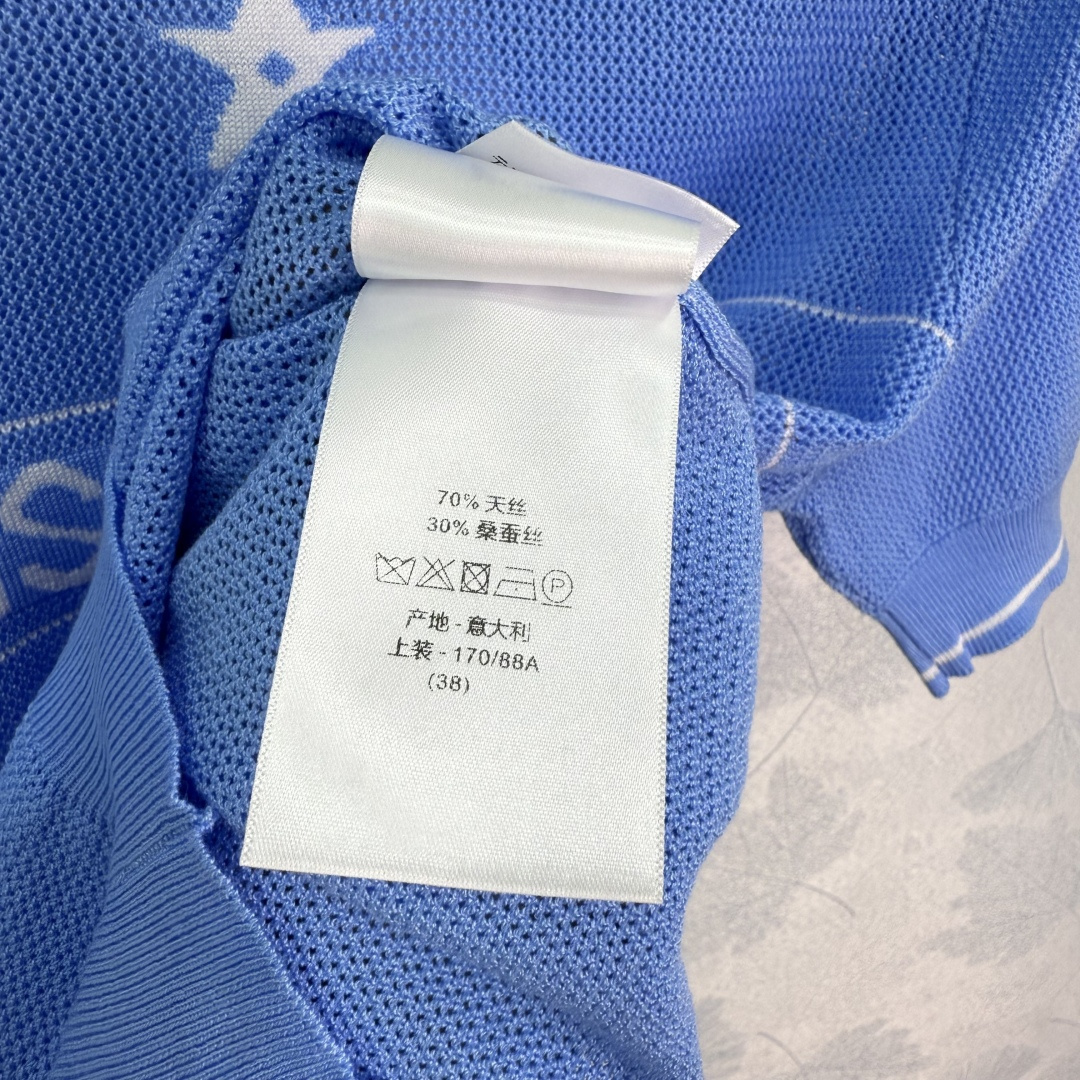 70% 天丝
30% 桑蚕丝
P
产地 - 意大利
上装 - 170/88A
(38)
S